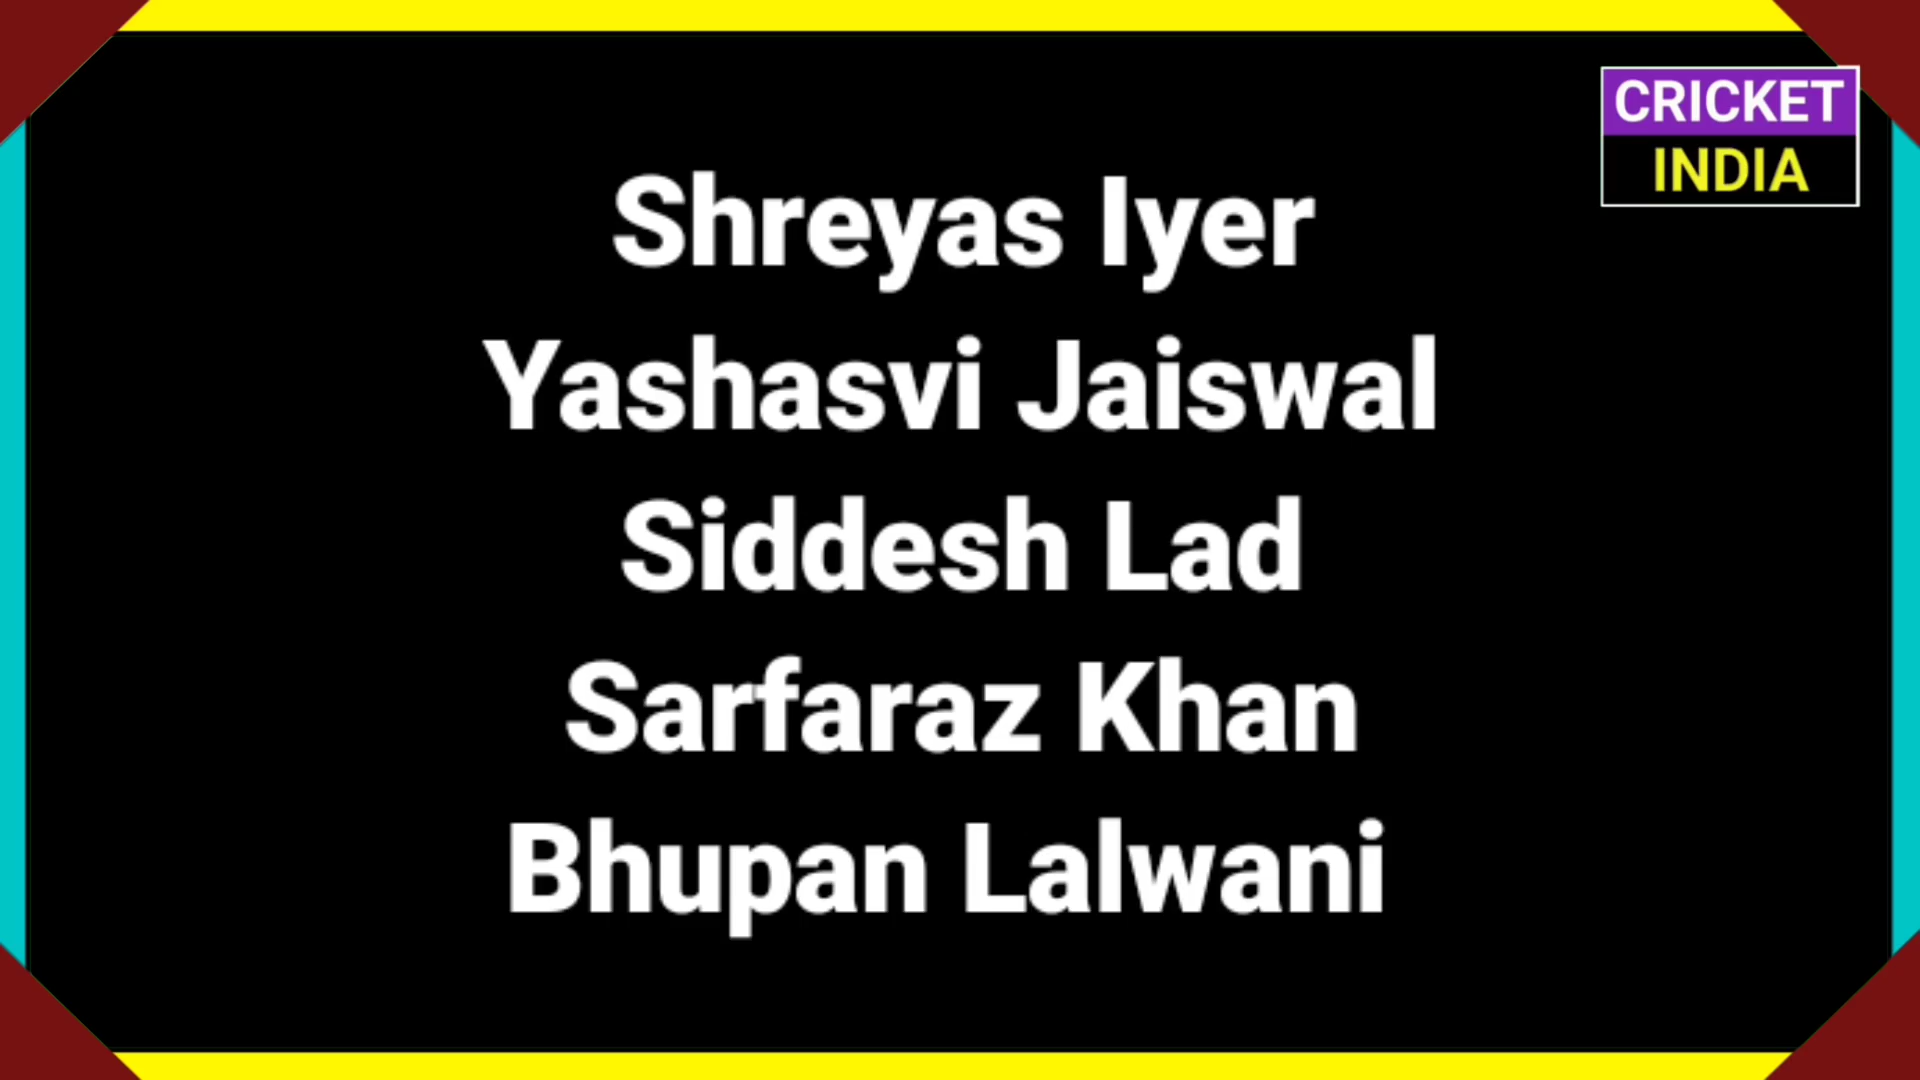 CRICKET
INDIA
Shreyas Iyer
Yashasvi Jaiswal
Siddesh Lad
Sarfaraz Khan
Bhupan Lalwani